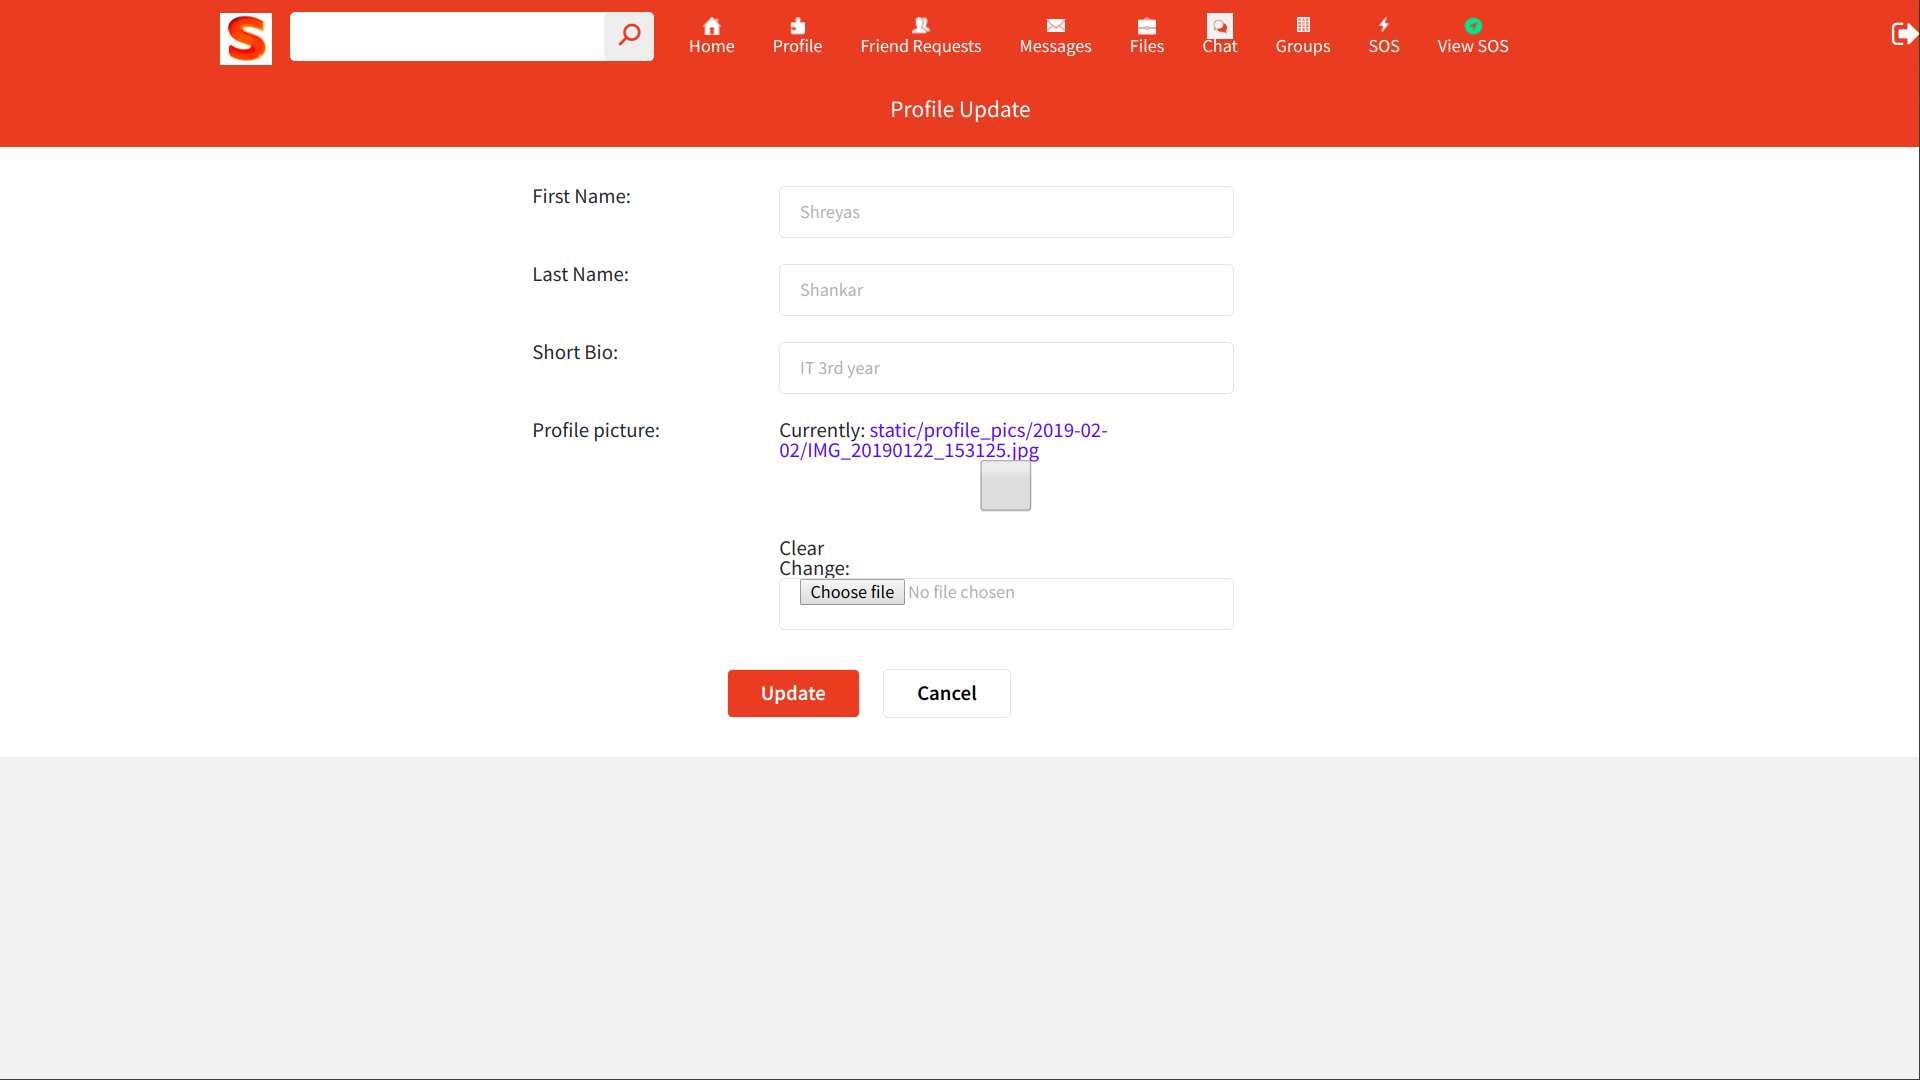 S
Home Profile Friend Requests Messages Files Chat Groups SOS View SOS
Profile Update
First Name: Shreyas
Last Name: Shankar
Short Bio: IT 3rd year
Profile picture: Currently: static/profile_pics/2019-02-
02/IMG_20190122_153125.jpg
Clear
Change:
Choose file No file chosen
Update Cancel